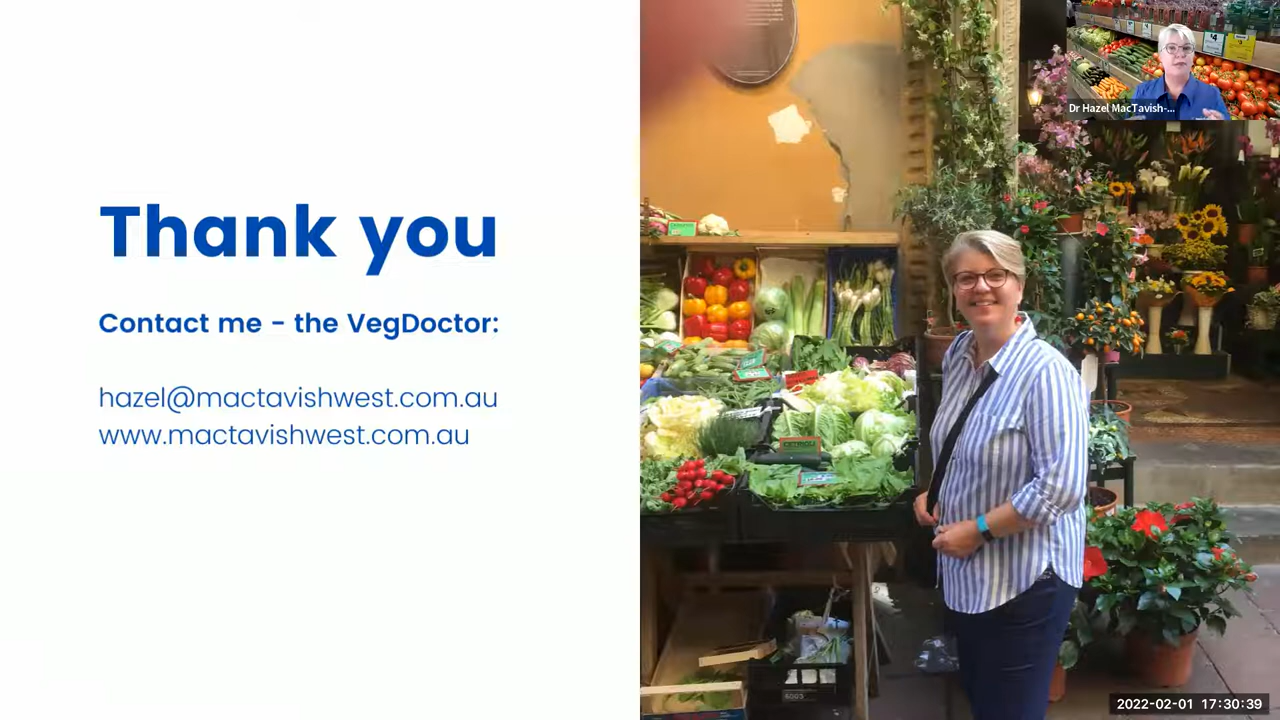 Thank you
Contact me - the VegDoctor:
hazel@mactavishwest.com.au
www.mactavishwest.com.au
Dr Hazel MacTavish-...
2022-02-01 17:30:39